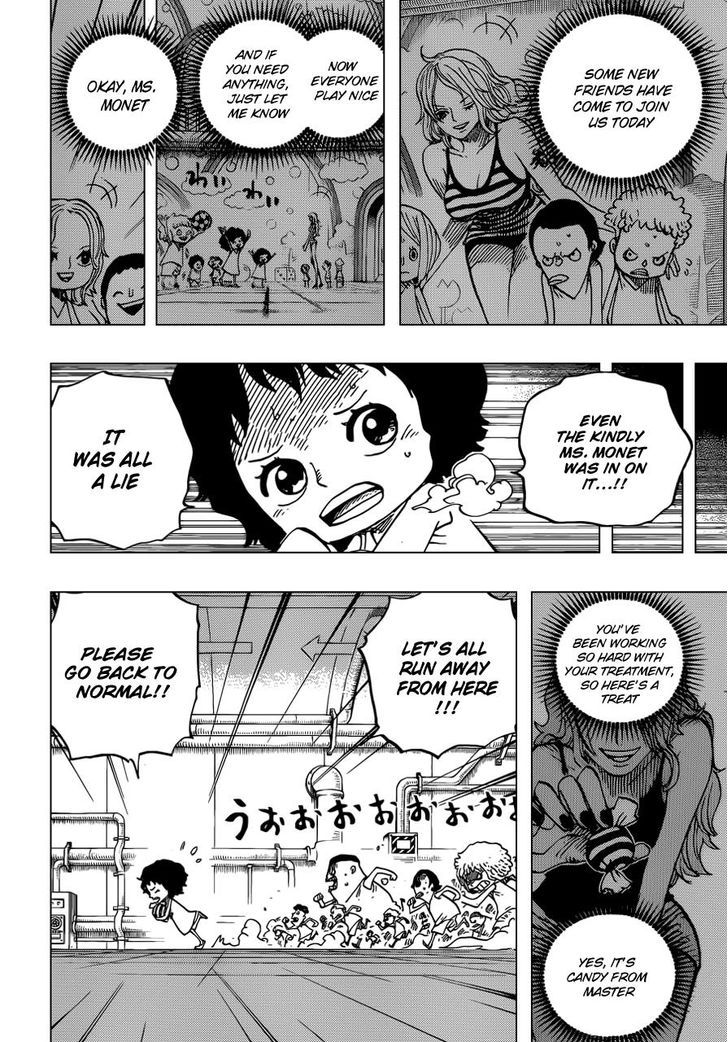 SOME NEW
FRIENDS HAVE
COME TO JOIN
US TODAY
NOW
EVERYONE
PLAY NICE
AND IF
YOU NEED
ANYTHING,
JUST LET
ME KNOW
わい
わい
OKAY, MS.
MONET
EVEN
THE KINDLY
MS. MONET
WAS IN ON
IT...!!
IT
WAS ALL
A LIE
YOU'VE
BEEN WORKING
SO HARD WITH
YOUR TREATMENT,
SO HERE'S A
TREAT
YES, IT'S
CANDY FROM
MASTER
LET'S ALL
RUN AWAY
FROM HERE
!!!
PLEASE
GO BACK TO
NORMAL!!
うおおおおおおお